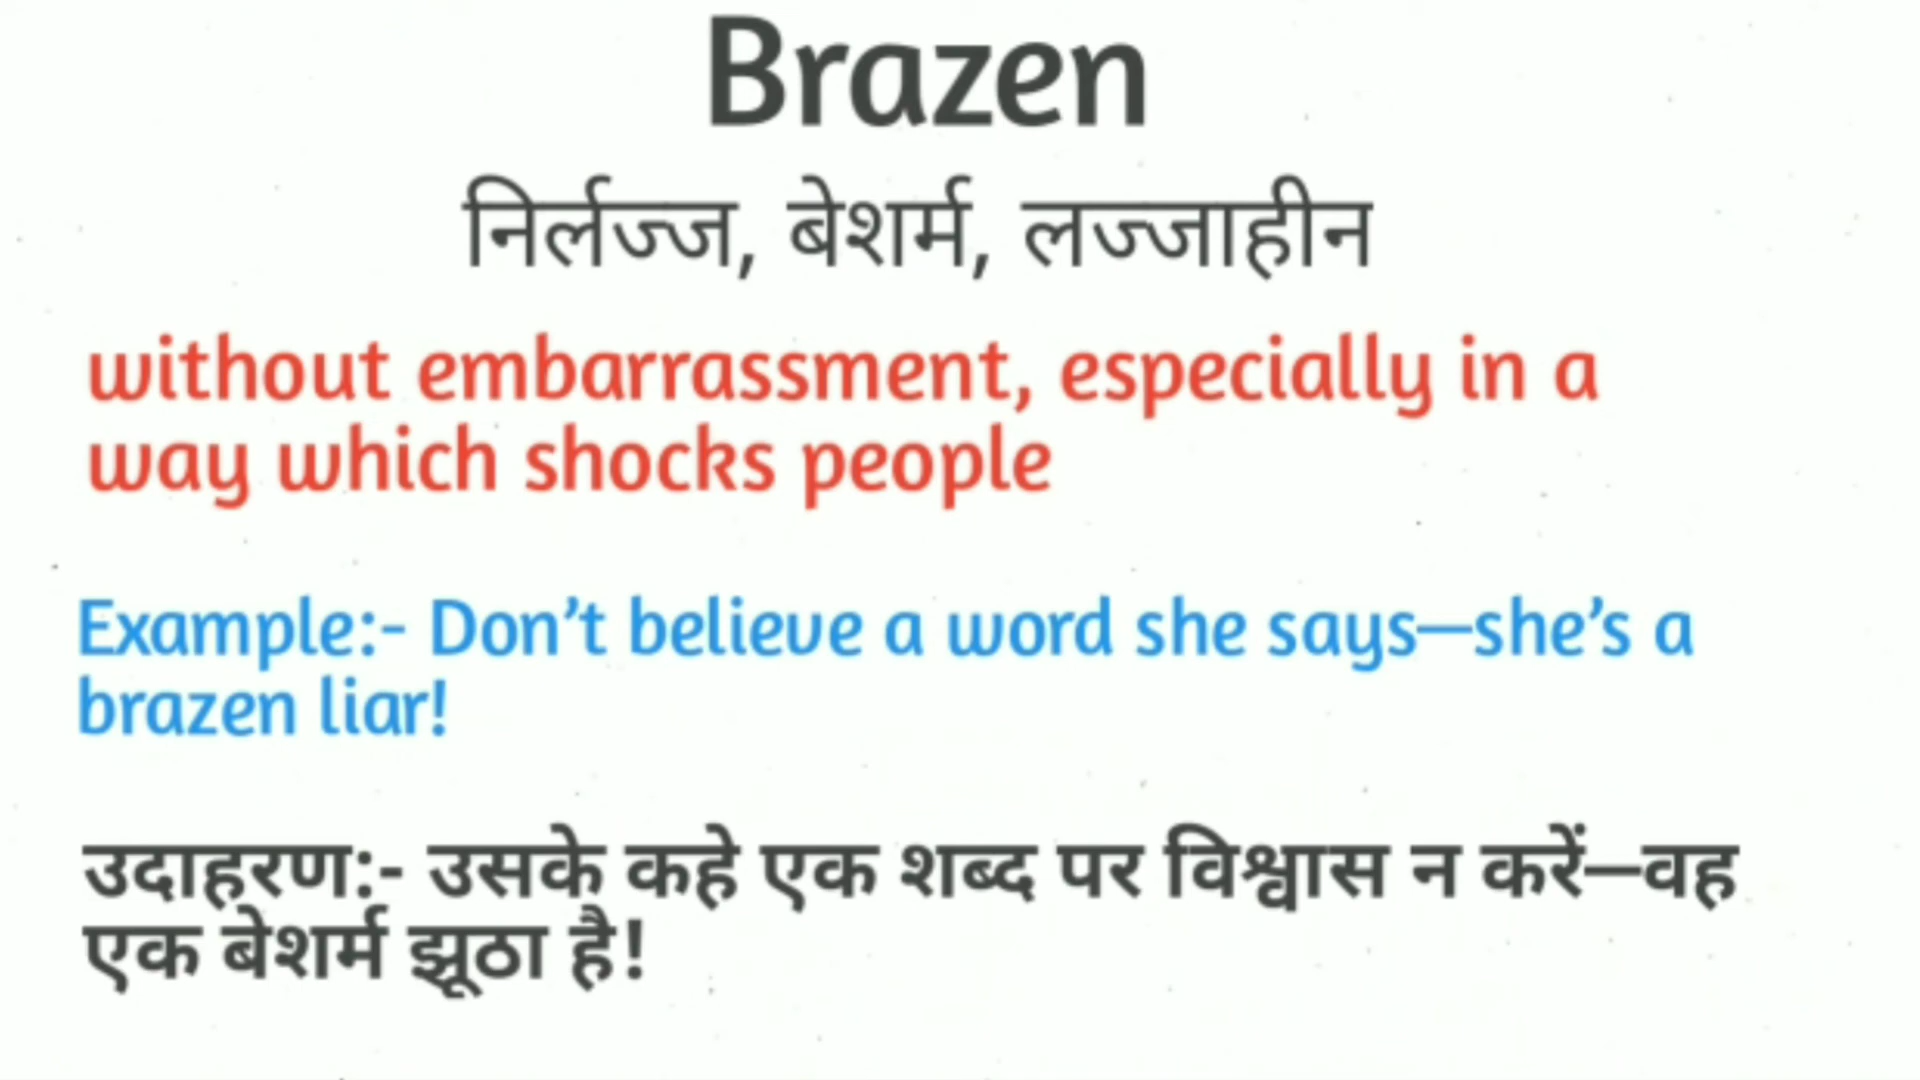 Brazen
निर्लज्ज, बेशर्म, लज्जाहीन
without embarrassment, especially in a
way which shocks people
Example:- Don’t believe a word she says—she’s a
brazen liar!
उदाहरण:- उसके कहे एक शब्द पर विश्वास न करें—वह
एक बेशर्म झूठा है!